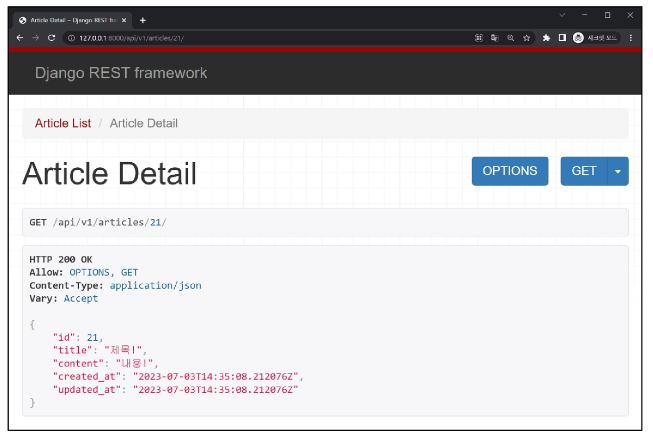 Article Detail – Django REST fra
127.0.0.1:8000/api/v1/articles/21/
시크릿 모드
Django REST framework
Article List / Article Detail
Article Detail
OPTIONS
GET
GET /api/v1/articles/21/
HTTP 200 OK
Allow: OPTIONS, GET
Content-Type: application/json
Vary: Accept
{
"id": 21,
"title": "제목!",
"content": "내용!",
"created_at": "2023-07-03T14:35:08.212076Z",
"updated_at": "2023-07-03T14:35:08.212076Z"
}